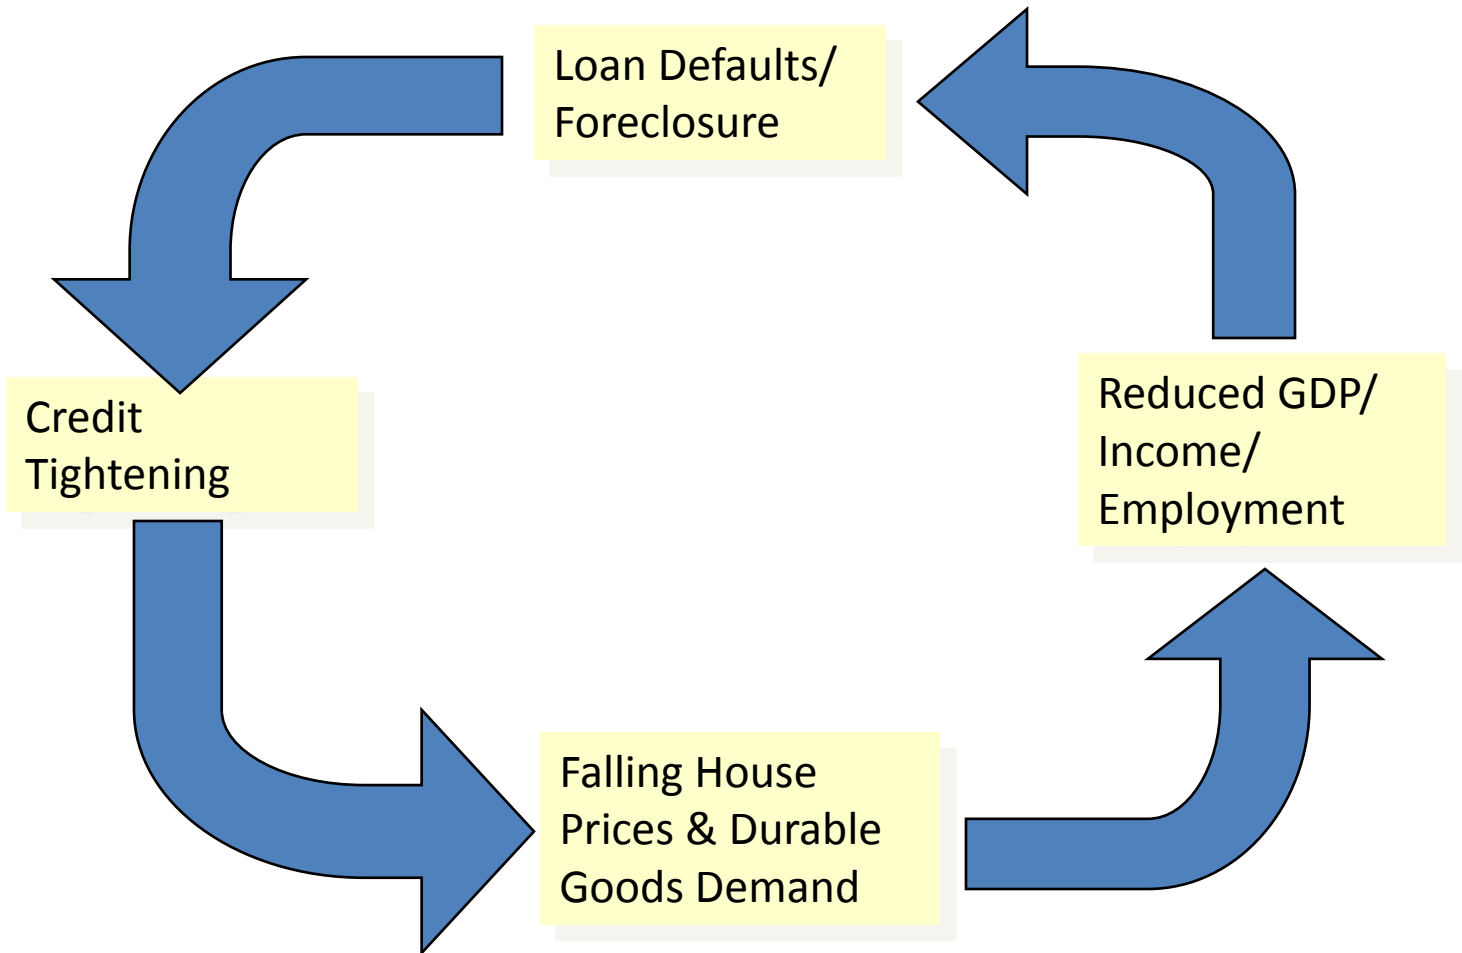 Loan Defaults/
Foreclosure
Credit
Tightening
Reduced GDP/
Income/
Employment
Falling House
Prices & Durable
Goods Demand